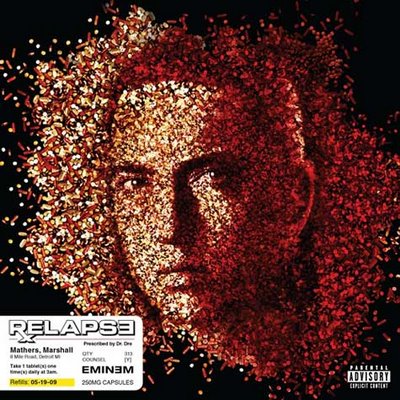 RELAPSE
Prescribed by Dr. Dre
Mathers, Marshall
8 Mile Road, Detroit MI
QTY 313
COUNSEL [Y]
Take 1 tablet(s) one
time(s) daily at 3am.
EMINEM
Refills: 05-19-09
250MG CAPSULES
PARENTAL
ADVISORY
EXPLICIT CONTENT